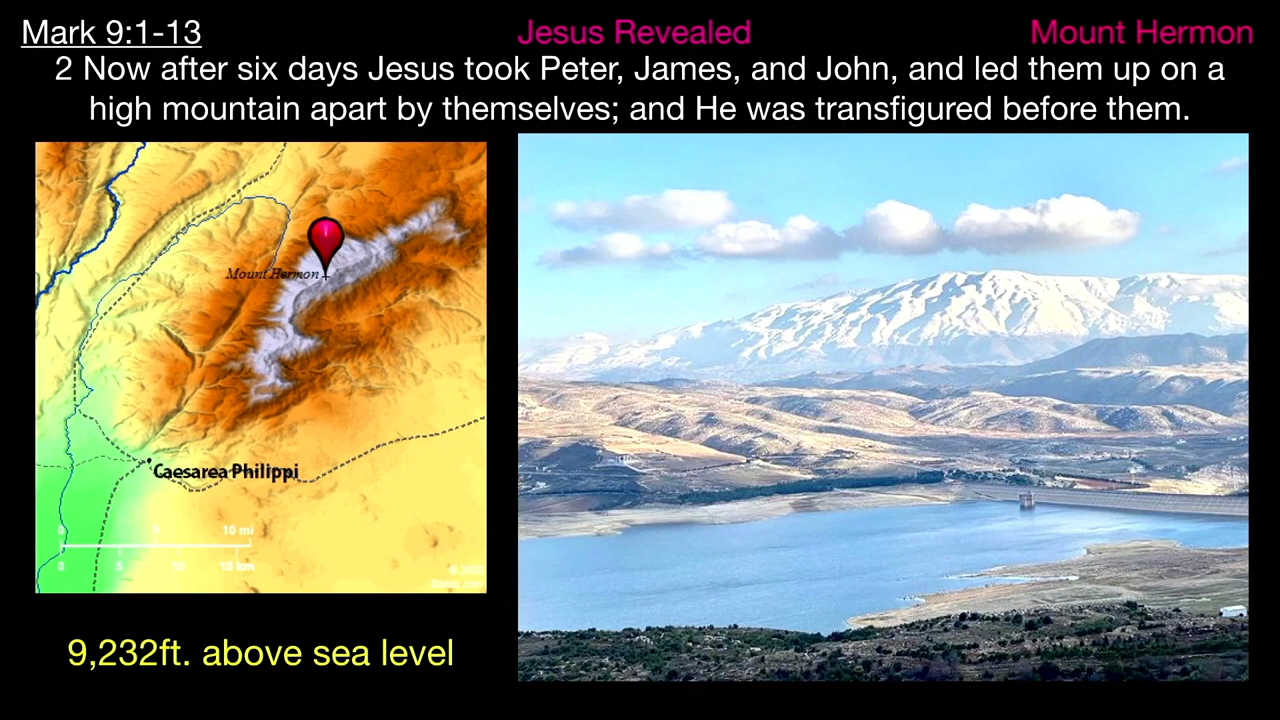 Mark 9:1-13
Jesus Revealed
Mount Hermon
2 Now after six days Jesus took Peter, James, and John, and led them up on a
high mountain apart by themselves; and He was transfigured before them.
Mount Hermon
Caesarea Philippi
10 mi
0 5 15 km
9,232ft. above sea level